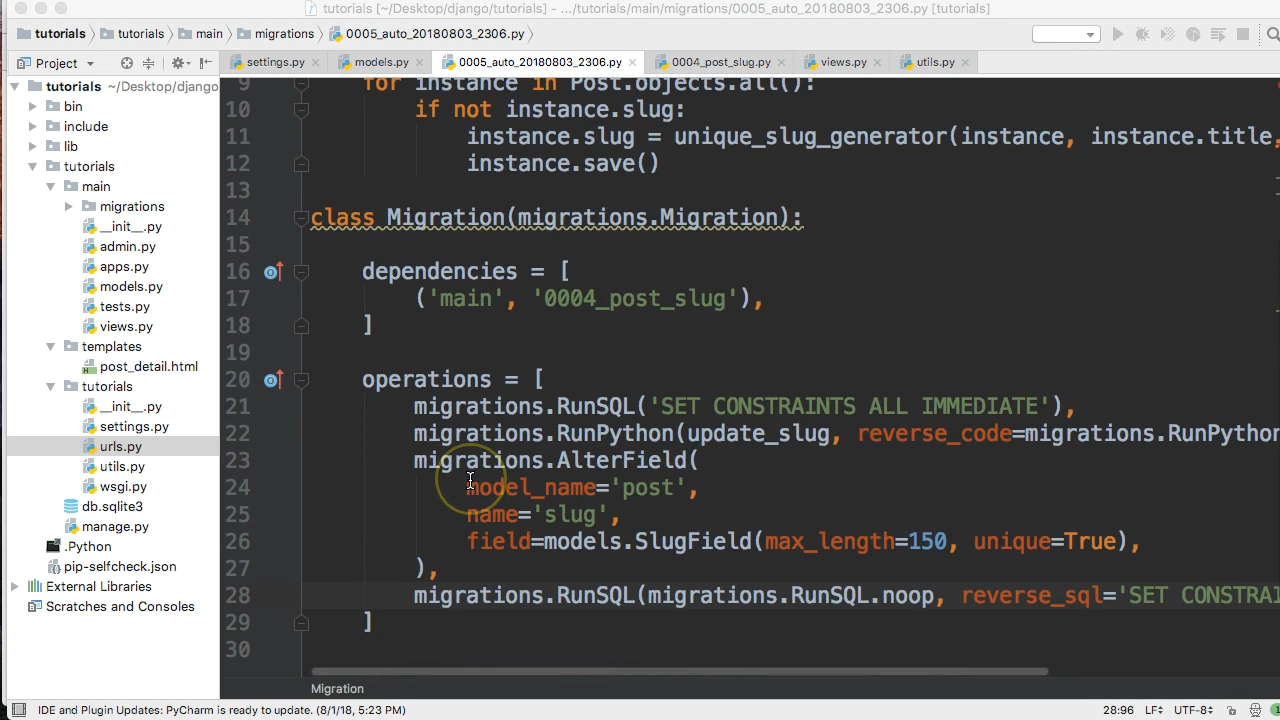 tutorials [~/Desktop/django/tutorials] - .../tutorials/main/migrations/0005_auto_20180803_2306.py [tutorials]
tutorials tutorials main migrations 0005_auto_20180803_2306.py
Project settings.py models.py 0005_auto_20180803_2306.py 0004_post_slug.py views.py utils.py
tutorials ~/Desktop/django
bin
include
lib
tutorials
main
migrations
__init__.py
admin.py
apps.py
models.py
tests.py
views.py
templates
post_detail.html
tutorials
__init__.py
settings.py
urls.py
utils.py
wsgi.py
db.sqlite3
manage.py
.Python
pip-selfcheck.json
External Libraries
Scratches and Consoles
9 for instance in Post.objects.all():
10 if not instance.slug:
11 instance.slug = unique_slug_generator(instance, instance.title,
12 instance.save()
13
14 class Migration(migrations.Migration):
15
16 dependencies = [
17 ('main', '0004_post_slug'),
18 ]
19
20 operations = [
21 migrations.RunSQL('SET CONSTRAINTS ALL IMMEDIATE'),
22 migrations.RunPython(update_slug, reverse_code=migrations.RunPython
23 migrations.AlterField(
24 model_name='post',
25 name='slug',
26 field=models.SlugField(max_length=150, unique=True),
27 ),
28 migrations.RunSQL(migrations.RunSQL.noop, reverse_sql='SET CONSTRAI
29 ]
30
Migration
IDE and Plugin Updates: PyCharm is ready to update. (8/1/18, 5:23 PM) 28:96 LF UTF-8